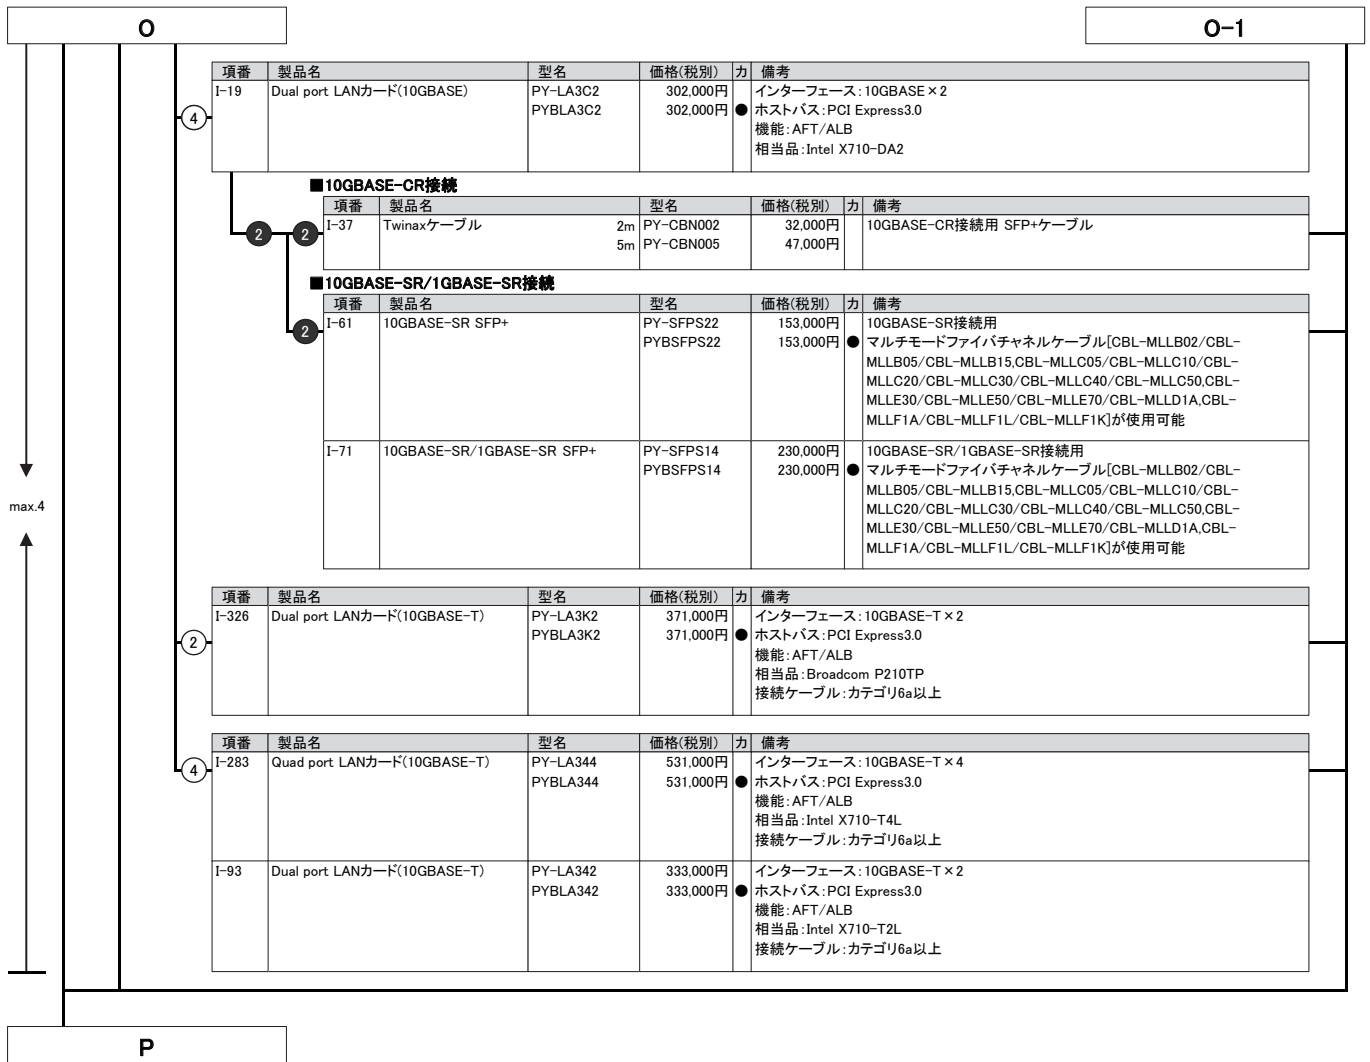 O
O-1
項番 製品名 型名 価格(税別) カ 備考
I-19 Dual port LANカード(10GBASE) PY-LA3C2 302,000円 インターフェース:10GBASE×2
PYBLA3C2 302,000円 ● ホストバス:PCI Express3.0
4
機能:AFT/ALB
相当品:Intel X710-DA2
■10GBASE-CR接続
項番 製品名 型名 価格(税別) カ 備考
I-37 Twinaxケーブル 2m PY-CBN002 32,000円 10GBASE-CR接続用 SFP+ケーブル
2 2
5m PY-CBN005 47,000円
■10GBASE-SR/1GBASE-SR接続
項番 製品名 型名 価格(税別) カ 備考
I-61 10GBASE-SR SFP+ PY-SFPS22 153,000円 10GBASE-SR接続用
2
PYBSFPS22 153,000円 ● マルチモードファイバチャネルケーブル[CBL-MLLB02/CBL-
MLLB05/CBL-MLLB15,CBL-MLLC05/CBL-MLLC10/CBL-
MLLC20/CBL-MLLC30/CBL-MLLC40/CBL-MLLC50,CBL-
MLLE30/CBL-MLLE50/CBL-MLLE70/CBL-MLLD1A,CBL-
MLLF1A/CBL-MLLF1L/CBL-MLLF1K]が使用可能
I-71 10GBASE-SR/1GBASE-SR SFP+ PY-SFPS14 230,000円 10GBASE-SR/1GBASE-SR接続用
PYBSFPS14 230,000円 ● マルチモードファイバチャネルケーブル[CBL-MLLB02/CBL-
MLLB05/CBL-MLLB15,CBL-MLLC05/CBL-MLLC10/CBL-
MLLC20/CBL-MLLC30/CBL-MLLC40/CBL-MLLC50,CBL-
MLLE30/CBL-MLLE50/CBL-MLLE70/CBL-MLLD1A,CBL-
MLLF1A/CBL-MLLF1L/CBL-MLLF1K]が使用可能
max.4
項番 製品名 型名 価格(税別) カ 備考
I-326 Dual port LANカード(10GBASE-T) PY-LA3K2 371,000円 インターフェース:10GBASE-T×2
PYBLA3K2 371,000円 ● ホストバス:PCI Express3.0
2
機能:AFT/ALB
相当品:Broadcom P210TP
接続ケーブル:カテゴリ6a以上
項番 製品名 型名 価格(税別) カ 備考
I-283 Quad port LANカード(10GBASE-T) PY-LA344 531,000円 インターフェース:10GBASE-T×4
4
PYBLA344 531,000円 ● ホストバス:PCI Express3.0
機能:AFT/ALB
相当品:Intel X710-T4L
接続ケーブル:カテゴリ6a以上
I-93 Dual port LANカード(10GBASE-T) PY-LA342 333,000円 インターフェース:10GBASE-T×2
PYBLA342 333,000円 ● ホストバス:PCI Express3.0
機能:AFT/ALB
相当品:Intel X710-T2L
接続ケーブル:カテゴリ6a以上
P